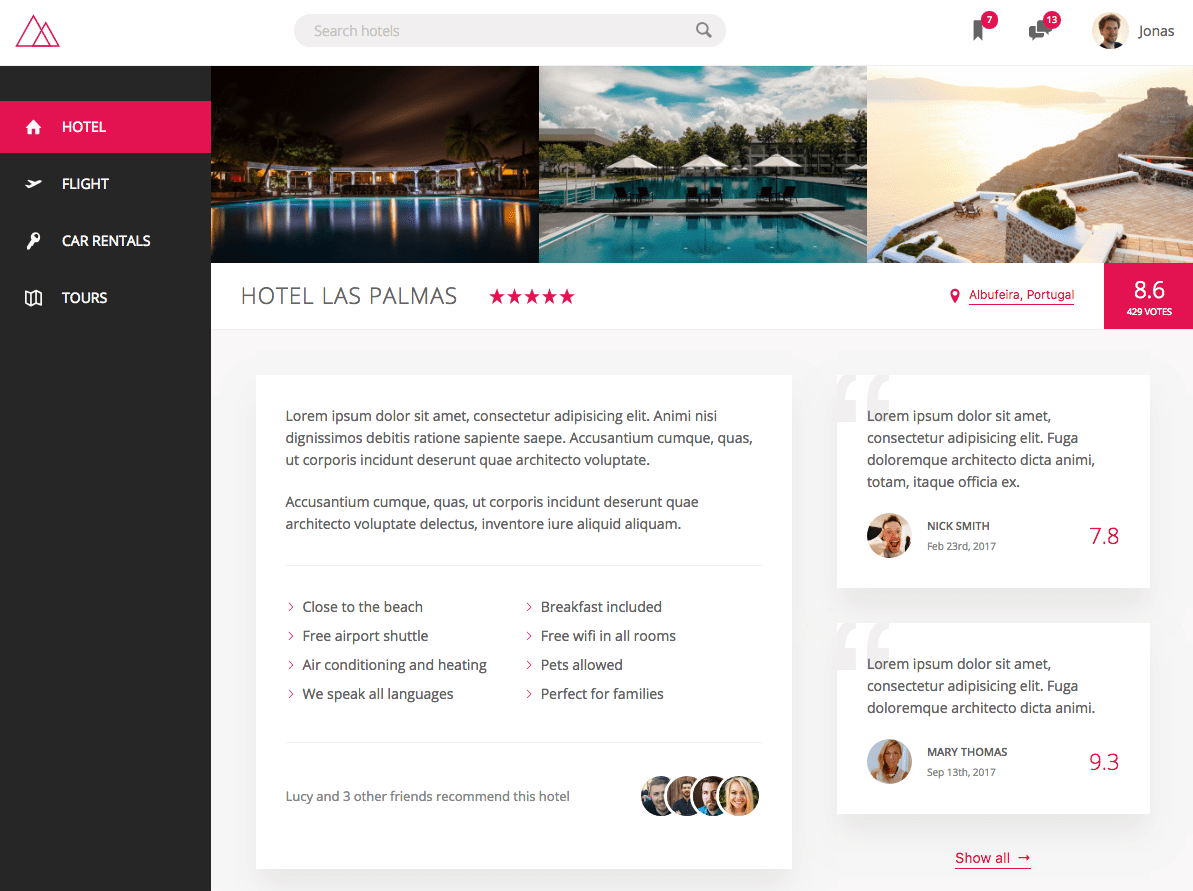 Search hotels
7
13
Jonas
HOTEL
FLIGHT
CAR RENTALS
TOURS
HOTEL LAS PALMAS
Albufeira, Portugal
8.6
429 VOTES
Lorem ipsum dolor sit amet, consectetur adipisicing elit. Animi nisi
dignissimos debitis ratione sapiente saepe. Accusantium cumque, quas,
ut corporis incidunt deserunt quae architecto voluptate.
Accusantium cumque, quas, ut corporis incidunt deserunt quae
architecto voluptate delectus, inventore iure aliquid aliquam.
Close to the beach
Breakfast included
Free airport shuttle
Free wifi in all rooms
Air conditioning and heating
Pets allowed
We speak all languages
Perfect for families
Lucy and 3 other friends recommend this hotel
“
Lorem ipsum dolor sit amet,
consectetur adipisicing elit. Fuga
doloremque architecto dicta animi,
totam, itaque officia ex.
NICK SMITH
Feb 23rd, 2017
7.8
“
Lorem ipsum dolor sit amet,
consectetur adipisicing elit. Fuga
doloremque architecto dicta animi.
MARY THOMAS
Sep 13th, 2017
9.3
Show all →